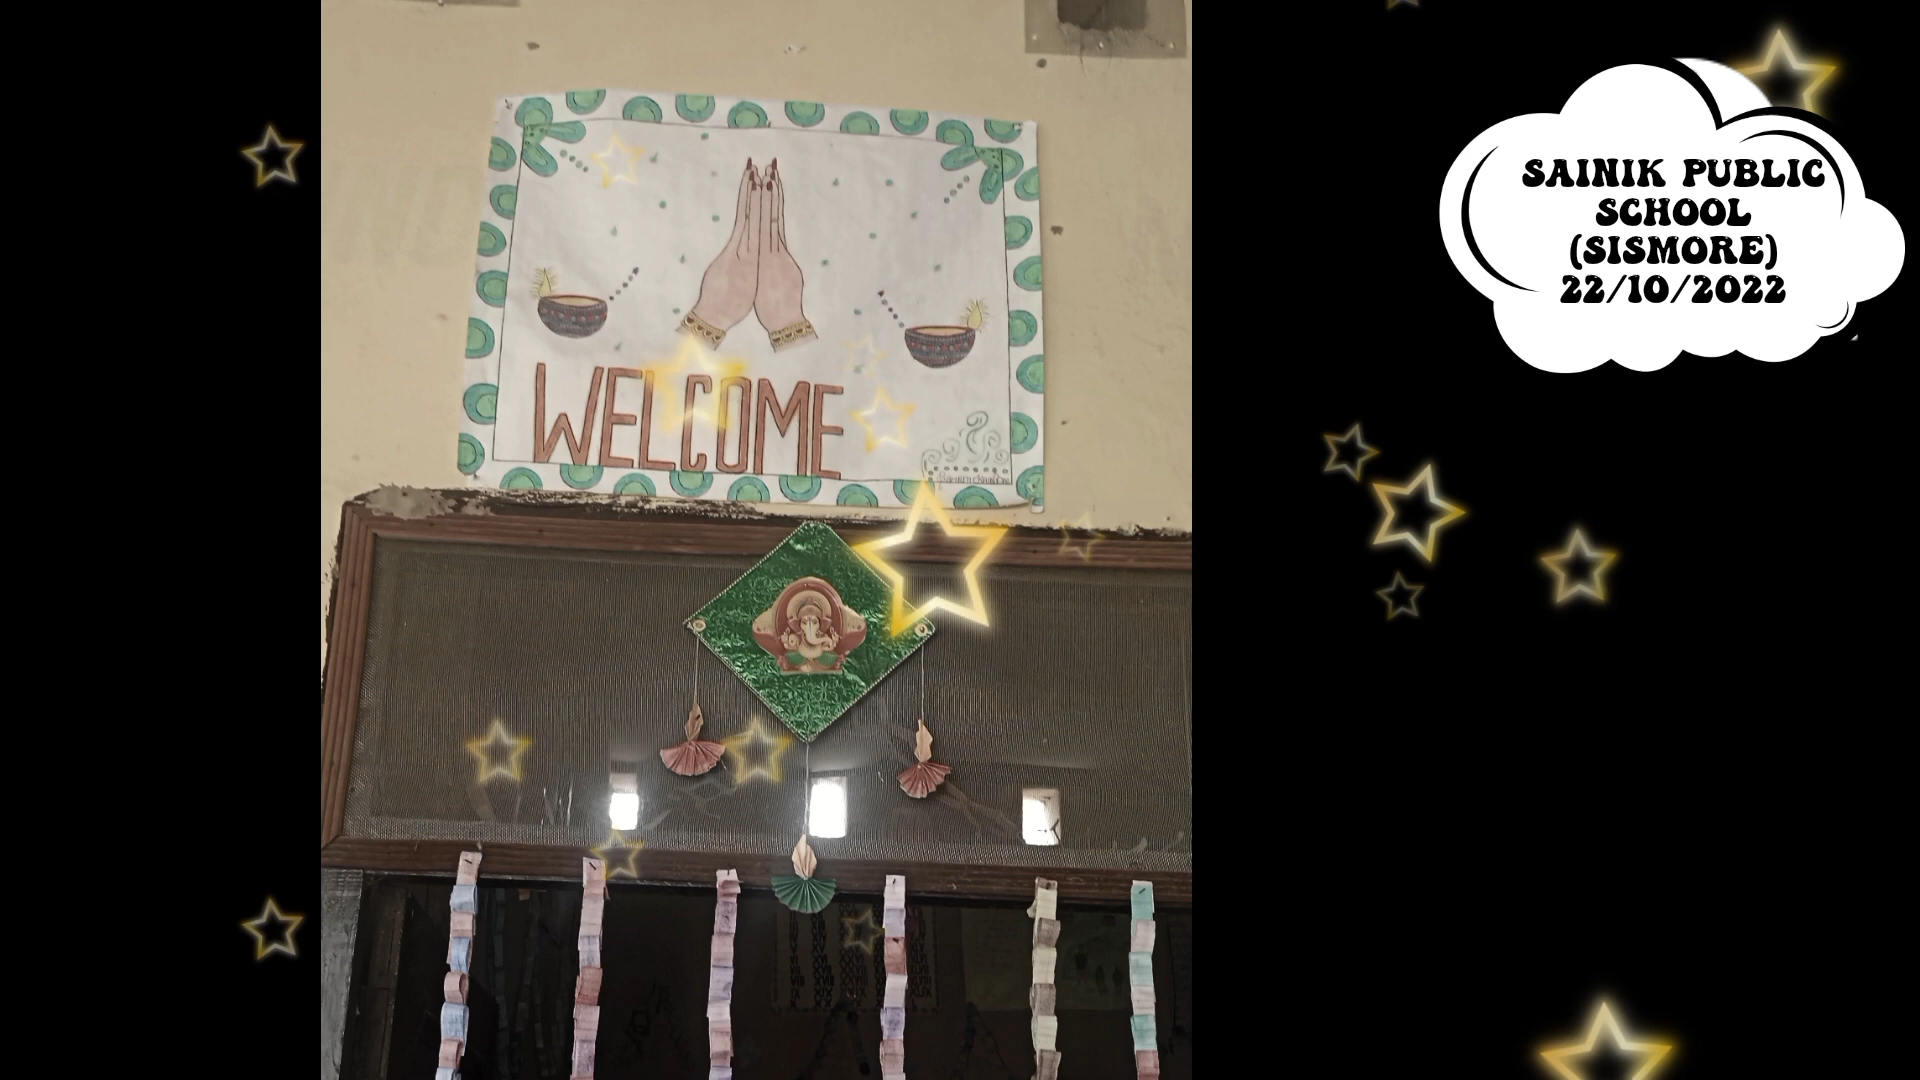 WELCOME
SAINIK PUBLIC
SCHOOL
(SISMORE)
22/10/2022